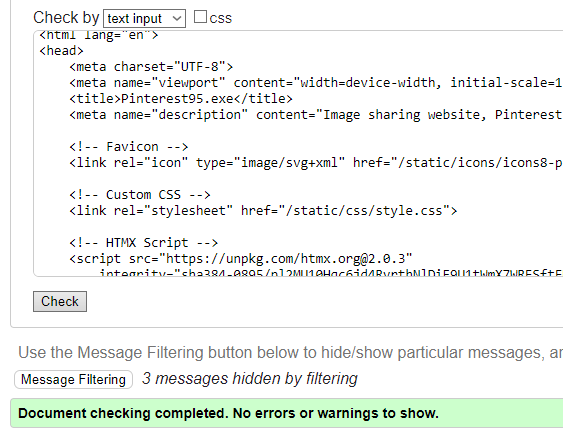 Check by text input css
<html lang="en">
<head>
<meta charset="UTF-8">
<meta name="viewport" content="width=device-width, initial-scale=1
<title>Pinterest95.exe</title>
<meta name="description" content="Image sharing website, Pinterest
<!-- Favicon -->
<link rel="icon" type="image/svg+xml" href="/static/icons/icons8-p
<!-- Custom CSS -->
<link rel="stylesheet" href="/static/css/style.css">
<!-- HTMX Script -->
<script src="https://unpkg.com/htmx.org@2.0.3"
Check
Use the Message Filtering button below to hide/show particular messages, ar
Message Filtering 3 messages hidden by filtering
Document checking completed. No errors or warnings to show.